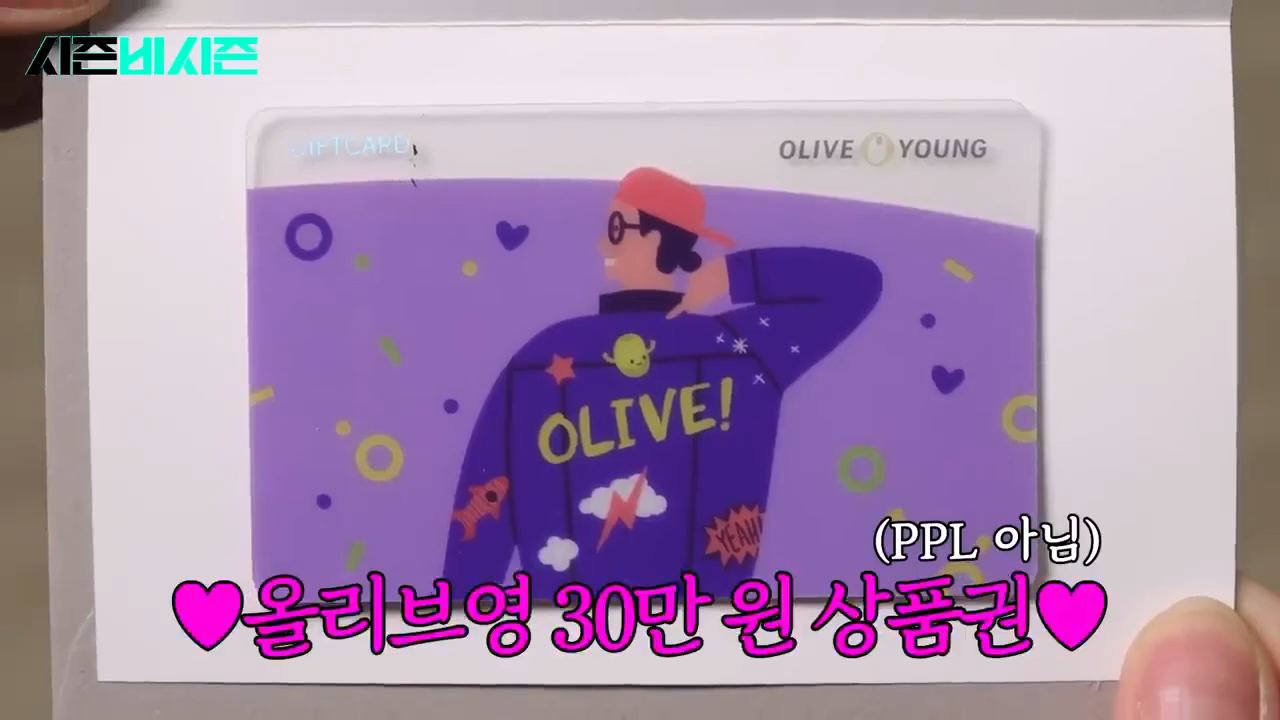 시즌비시즌
GIFTCARD
OLIVE YOUNG
OLIVE!
YEAH!
(PPL 아님)
♥올리브영 30만 원 상품권♥